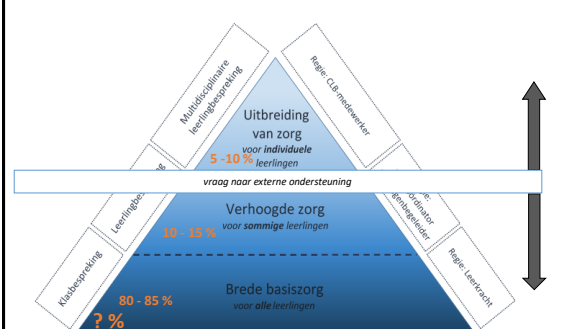 Multidisciplinaire
leerlingbespreking
Regie: CLB-medewerker
Uitbreiding
van zorg
voor individuele
5 -10 %
leerlingen
vraag naar externe ondersteuning
Verhoogde zorg
voor sommige leerlingen
10 - 15 %
Klasbespreking
Regie: Leerkracht
Brede basiszorg
80 - 85 %
voor alle leerlingen
? %